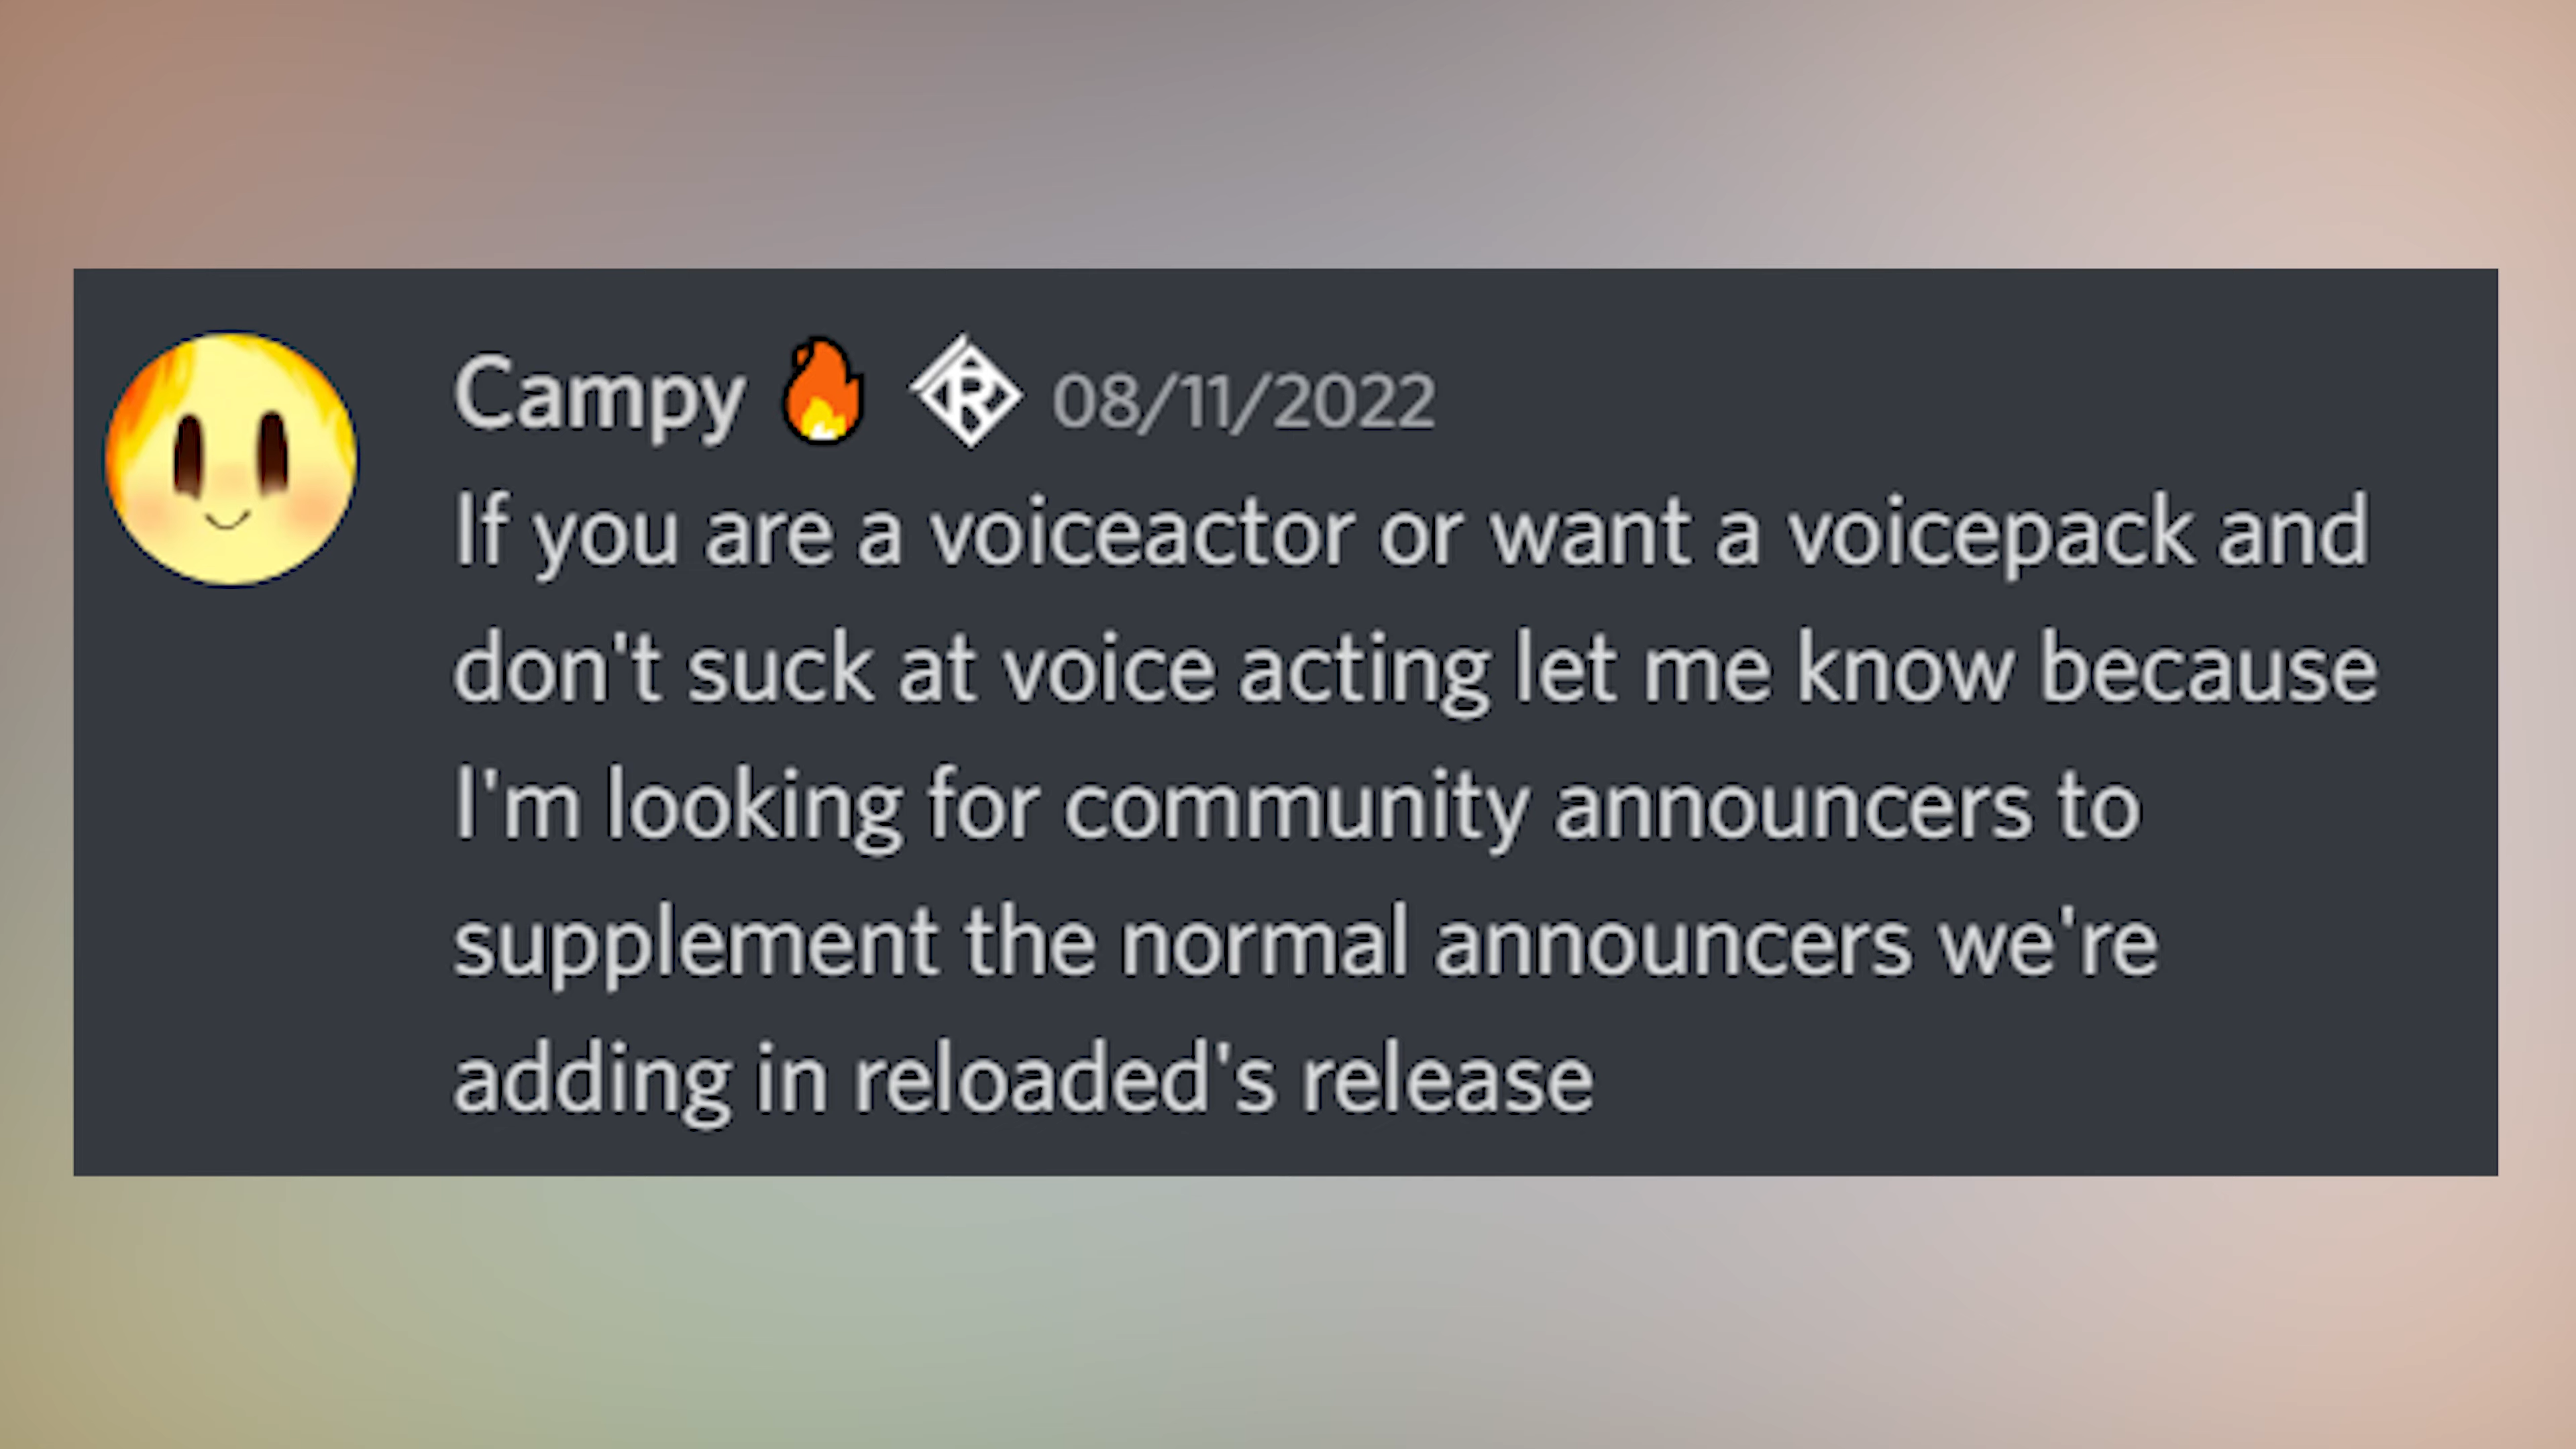 Campy 🔥 08/11/2022
If you are a voiceactor or want a voicepack and
don't suck at voice acting let me know because
I'm looking for community announcers to
supplement the normal announcers we're
adding in reloaded's release